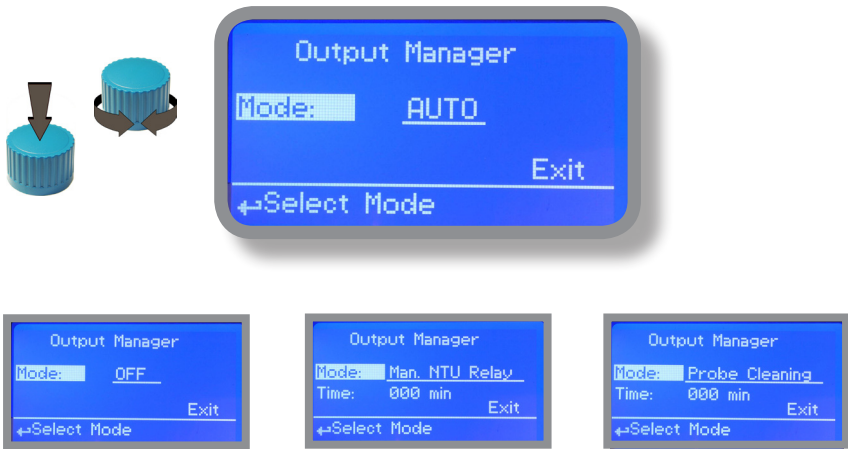 Output Manager
Mode: AUTO
Exit
↵Select Mode
Output Manager
Mode: OFF
Exit
↵Select Mode
Output Manager
Mode: Man. NTU Relay
Time: 000 min
Exit
↵Select Mode
Output Manager
Mode: Probe Cleaning
Time: 000 min
Exit
↵Select Mode